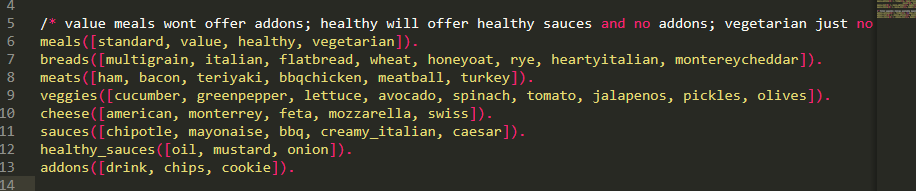 4
5 /* value meals wont offer addons; healthy will offer healthy sauces and no addons; vegetarian just no
6 meals([standard, value, healthy, vegetarian]).
7 breads([multigrain, italian, flatbread, wheat, honeyoat, rye, heartyitalian, montereycheddar]).
8 meats([ham, bacon, teriyaki, bbqchicken, meatball, turkey]).
9 veggies([cucumber, greenpepper, lettuce, avocado, spinach, tomato, jalapenos, pickles, olives]).
10 cheese([american, monterrey, feta, mozzarella, swiss]).
11 sauces([chipotle, mayonaise, bbq, creamy_italian, caesar]).
12 healthy_sauces([oil, mustard, onion]).
13 addons([drink, chips, cookie]).
14